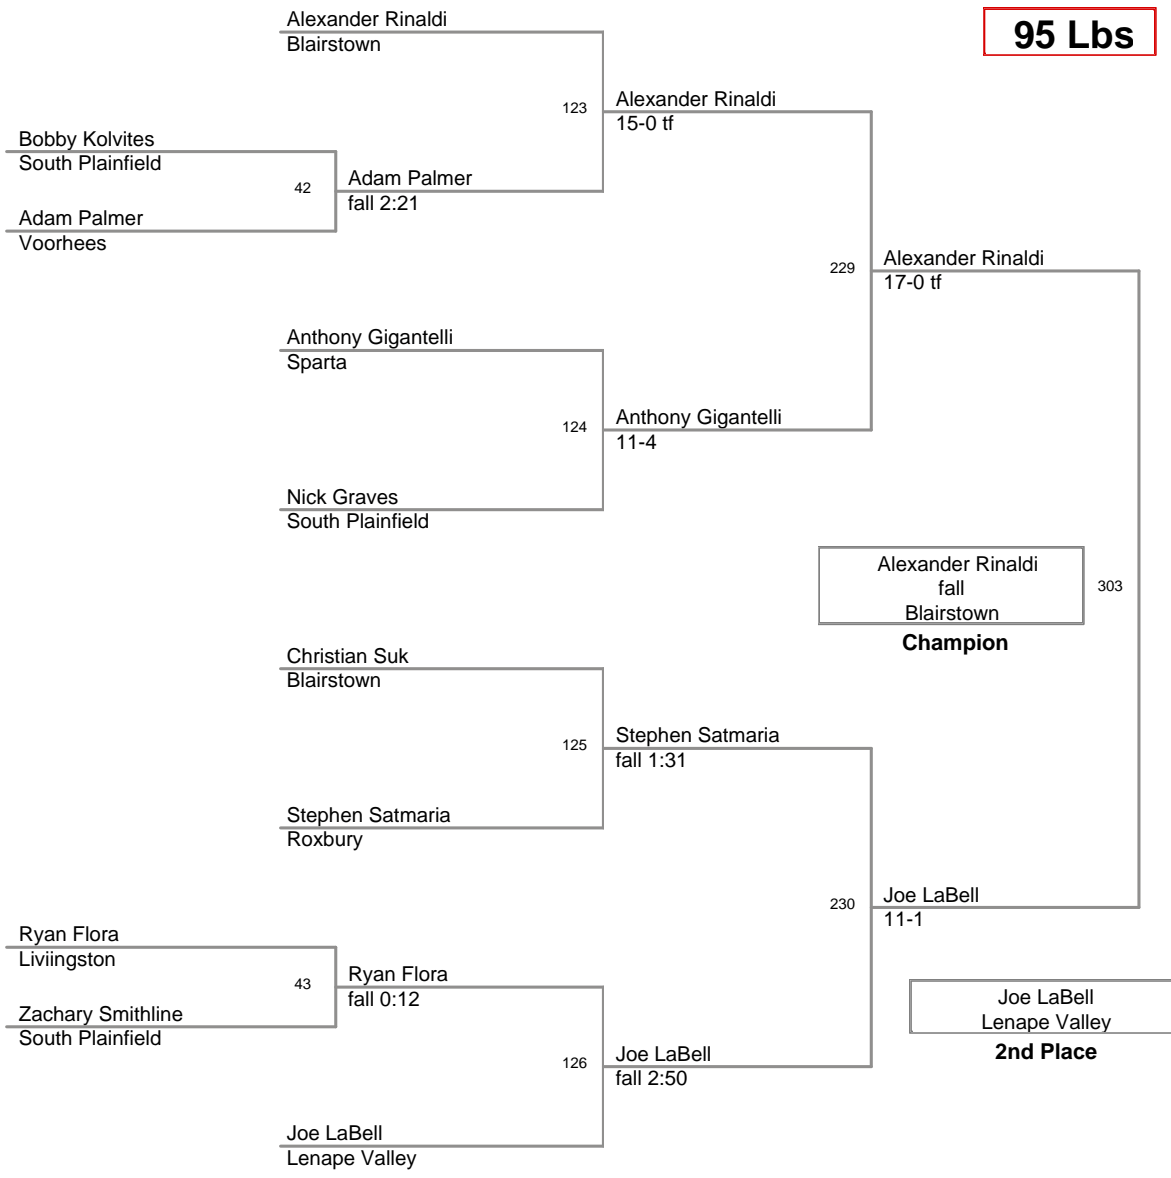 Alexander Rinaldi
Blairstown
95 Lbs
123
Alexander Rinaldi
15-0 tf
Bobby Kolvites
South Plainfield
42
Adam Palmer
fall 2:21
Adam Palmer
Voorhees
229
Alexander Rinaldi
17-0 tf
Anthony Gigantelli
Sparta
124
Anthony Gigantelli
11-4
Nick Graves
South Plainfield
Alexander Rinaldi
fall
Blairstown
303
Champion
Christian Suk
Blairstown
125
Stephen Satmaria
fall 1:31
Stephen Satmaria
Roxbury
230
Joe LaBell
11-1
Ryan Flora
Liviingston
43
Ryan Flora
fall 0:12
Zachary Smithline
South Plainfield
Joe LaBell
Lenape Valley
2nd Place
126
Joe LaBell
fall 2:50
Joe LaBell
Lenape Valley